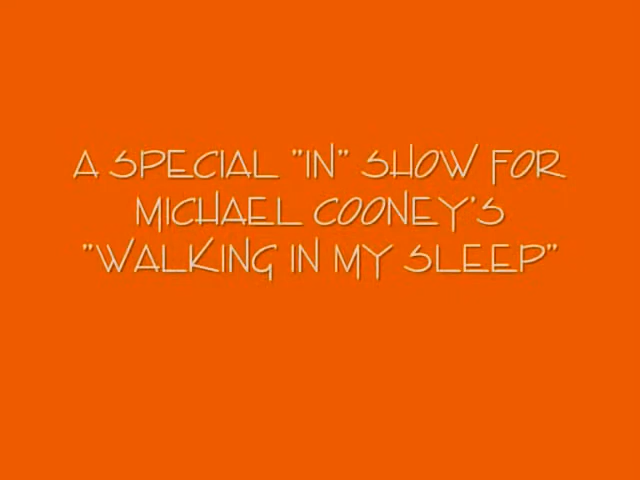 A SPECIAL "IN" SHOW FOR
MICHAEL COONEY'S
"WALKING IN MY SLEEP"